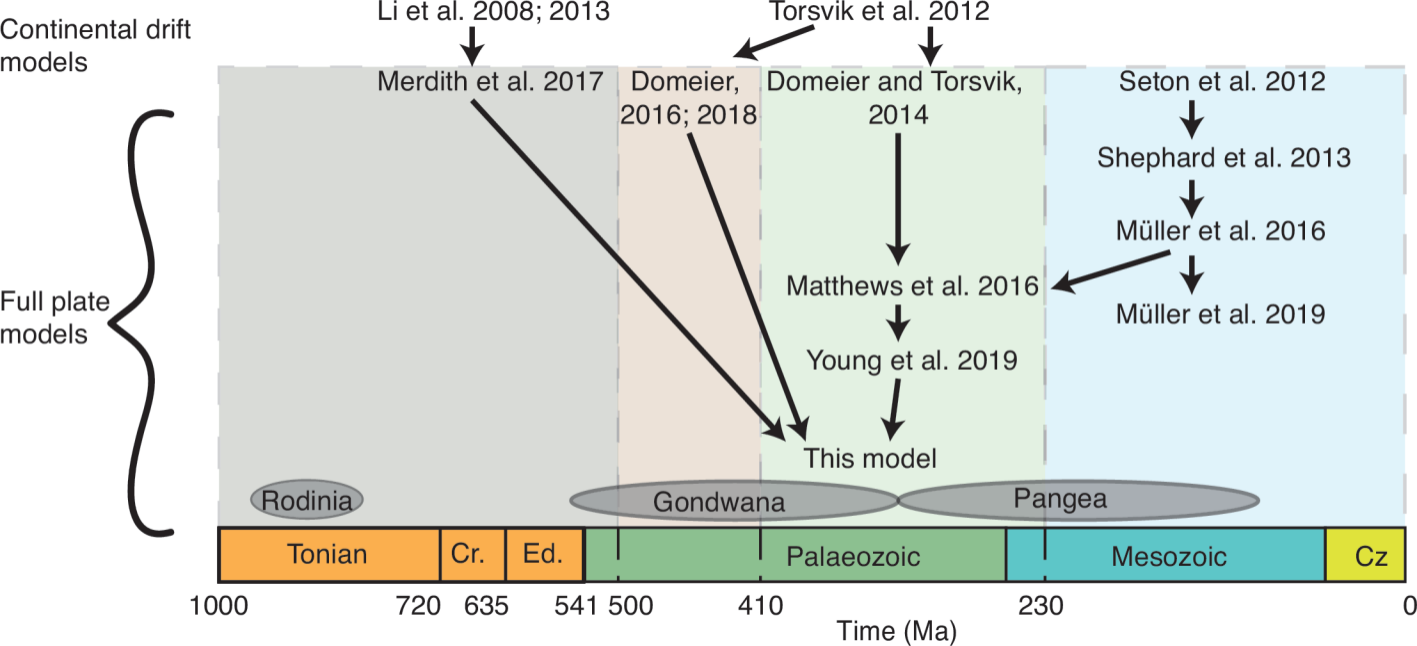 Continental drift
models
Li et al. 2008; 2013
Torsvik et al. 2012
Merdith et al. 2017
Domeier,
2016; 2018
Domeier and Torsvik,
2014
Seton et al. 2012
Shephard et al. 2013
Müller et al. 2016
Matthews et al. 2016
Müller et al. 2019
Full plate
models
Young et al. 2019
This model
Rodinia
Gondwana
Pangea
Tonian
Cr.
Ed.
Palaeozoic
Mesozoic
Cz
1000
720
635
541
500
410
230
0
Time (Ma)